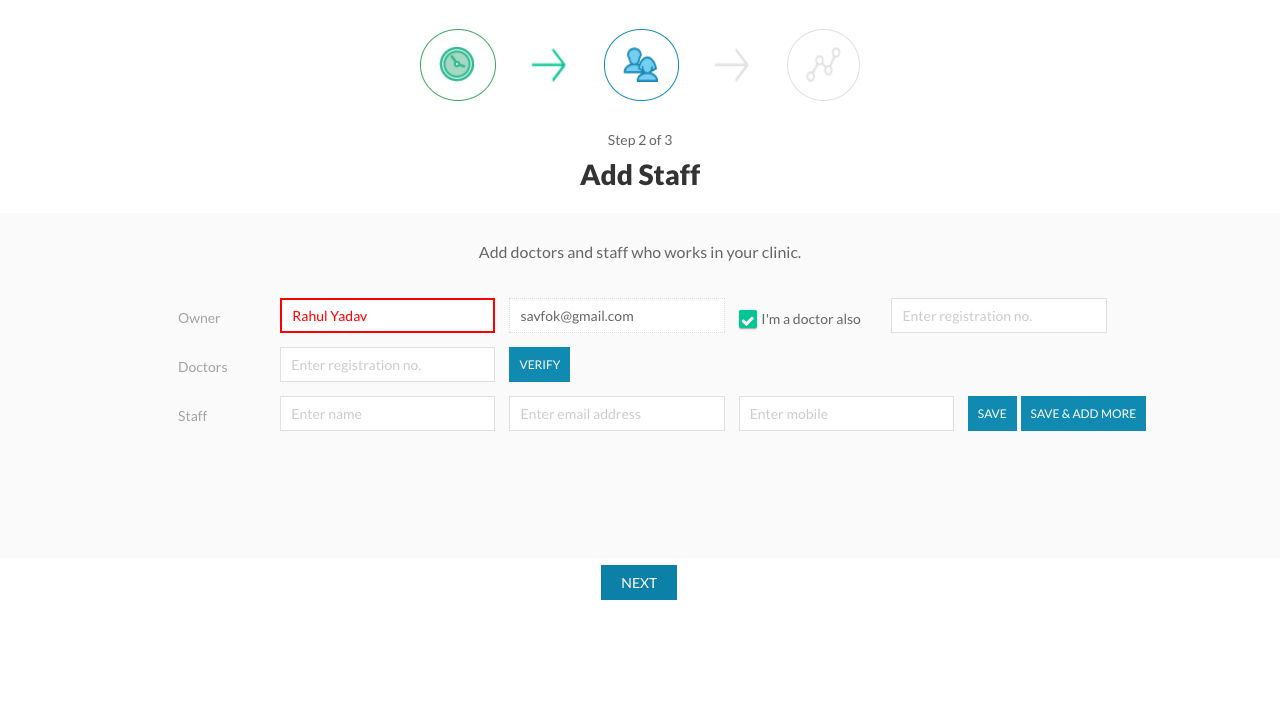 Step 2 of 3
Add Staff
Add doctors and staff who works in your clinic.
Owner Rahul Yadav savfok@gmail.com I'm a doctor also Enter registration no.
Doctors Enter registration no. VERIFY
Staff Enter name Enter email address Enter mobile SAVE SAVE & ADD MORE
NEXT